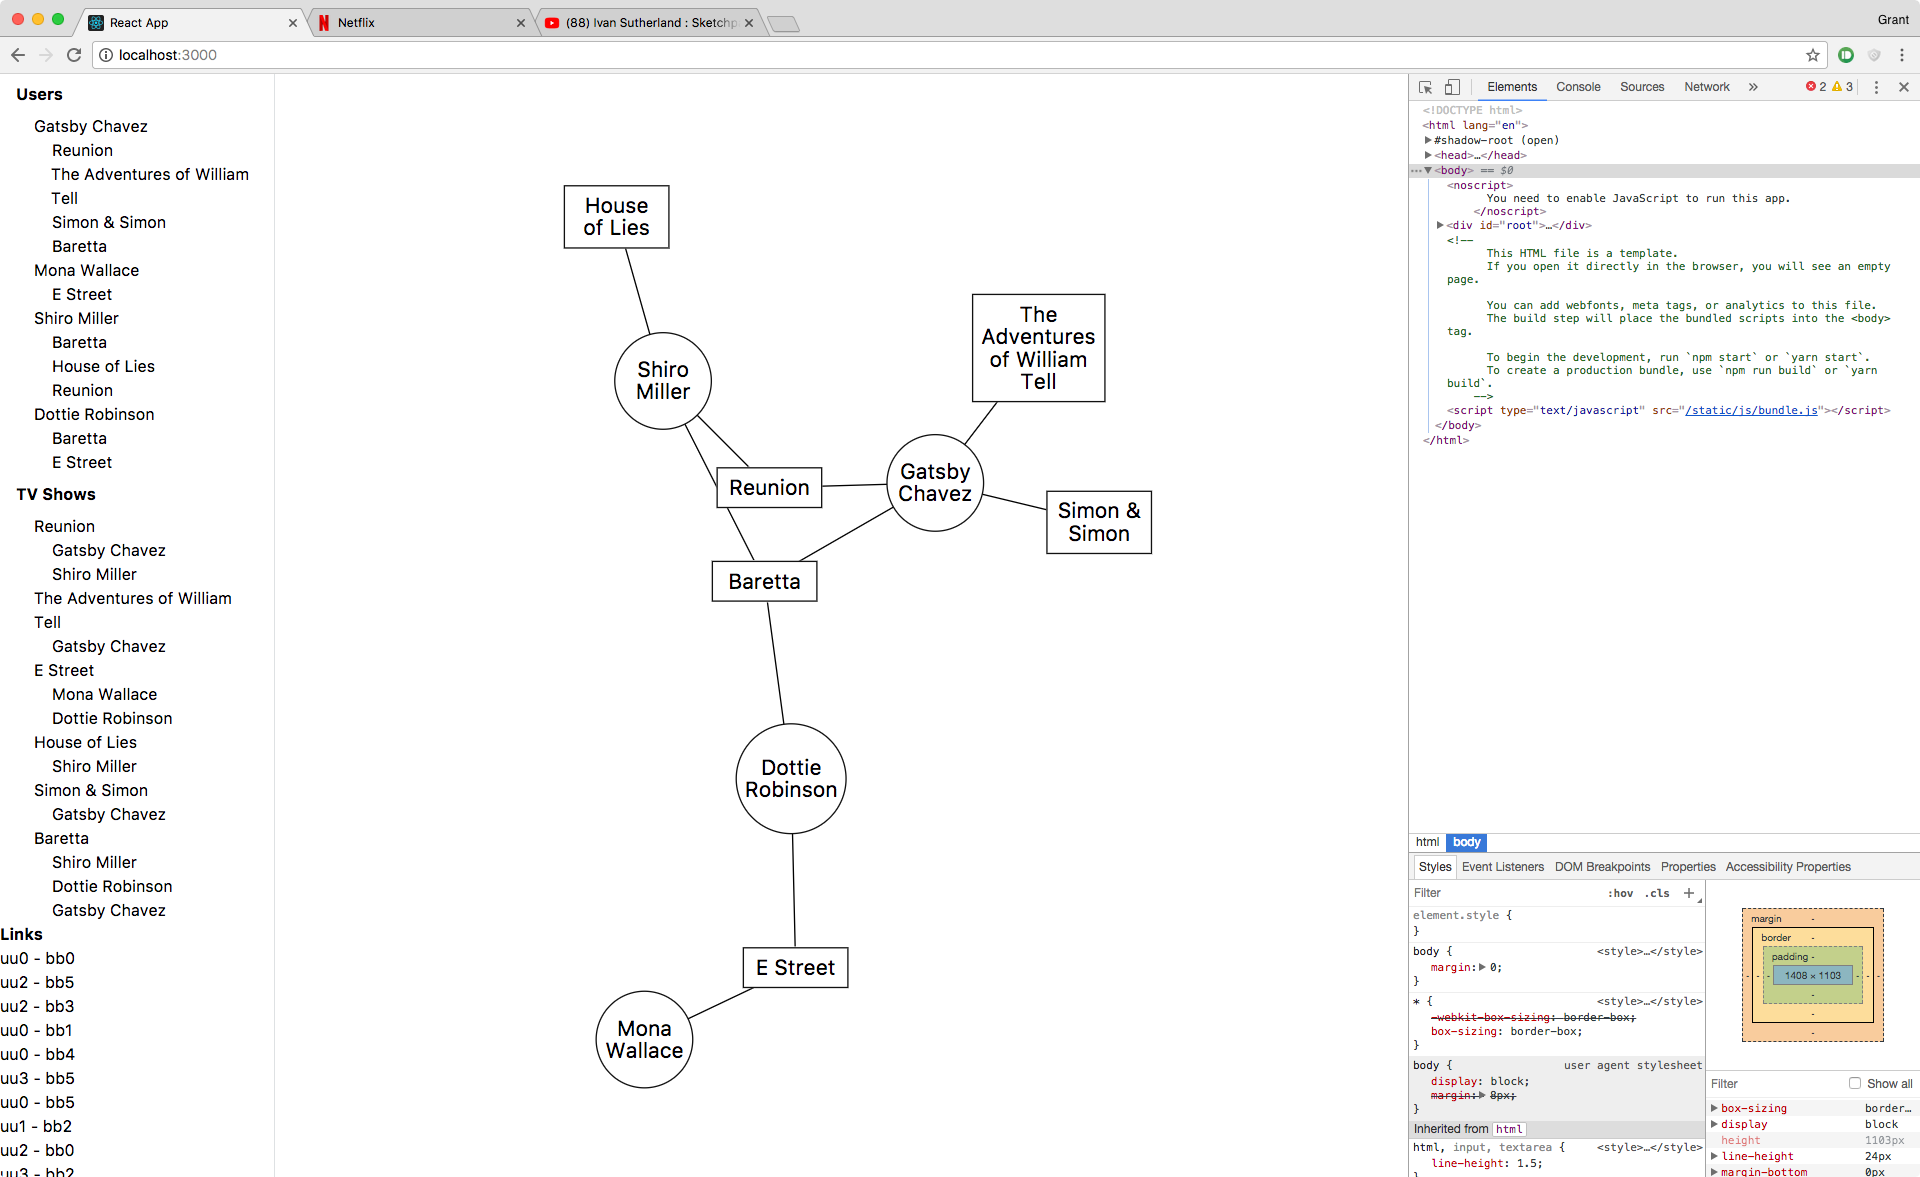 React App
Netflix
(88) Ivan Sutherland : Sketchp
Grant
localhost:3000
Users
Gatsby Chavez
Reunion
The Adventures of William
Tell
Simon & Simon
Baretta
Mona Wallace
E Street
Shiro Miller
Baretta
House of Lies
Reunion
Dottie Robinson
Baretta
E Street
TV Shows
Reunion
Gatsby Chavez
Shiro Miller
The Adventures of William
Tell
Gatsby Chavez
E Street
Mona Wallace
Dottie Robinson
House of Lies
Shiro Miller
Simon & Simon
Gatsby Chavez
Baretta
Shiro Miller
Dottie Robinson
Gatsby Chavez
Links
uu0 - bb0
uu2 - bb5
uu2 - bb3
uu0 - bb1
uu0 - bb4
uu3 - bb5
uu0 - bb5
uu1 - bb2
uu2 - bb0
uu3 - bb2
House
of Lies
Shiro
Miller
The
Adventures
of William
Tell
Reunion
Gatsby
Chavez
Simon &
Simon
Baretta
Dottie
Robinson
E Street
Mona
Wallace
Elements Console Sources Network » 2 3
<!DOCTYPE html>
<html lang="en">
#shadow-root (open)
<head>…</head>
<body> == $0
<noscript>
You need to enable JavaScript to run this app.
</noscript>
<div id="root">…</div>
<!--
This HTML file is a template.
If you open it directly in the browser, you will see an empty
page.
You can add webfonts, meta tags, or analytics to this file.
The build step will place the bundled scripts into the <body>
tag.
To begin the development, run `npm start` or `yarn start`.
To create a production bundle, use `npm run build` or `yarn
build`.
-->
<script type="text/javascript" src="/static/js/bundle.js"></script>
</body>
</html>
html body
Styles Event Listeners DOM Breakpoints Properties Accessibility Properties
Filter :hov .cls +
element.style {
}
body { <style>…</style>
margin: 0;
}
* { <style>…</style>
-webkit-box-sizing: border-box;
box-sizing: border-box;
}
body { user agent stylesheet
display: block;
margin: 8px;
}
Inherited from html
html, input, textarea { <style>…</style>
line-height: 1.5;
}
margin -
border -
padding -
- - - 1408 × 1103 - - -
-
-
-
Filter Show all
box-sizing border…
display block
height 1103px
line-height 24px
margin-bottom 0px